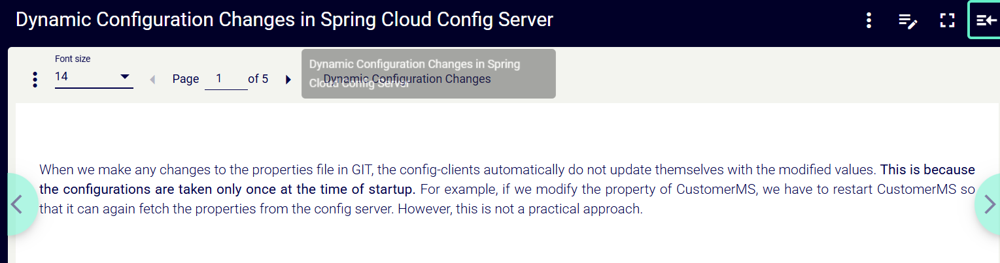 Dynamic Configuration Changes in Spring Cloud Config Server
Font size
14
Page 1 of 5
Dynamic Configuration Changes in Spring
Cloud Config Server
Dynamic Configuration Changes
When we make any changes to the properties file in GIT, the config-clients automatically do not update themselves with the modified values. This is because
the configurations are taken only once at the time of startup. For example, if we modify the property of CustomerMS, we have to restart CustomerMS so
that it can again fetch the properties from the config server. However, this is not a practical approach.